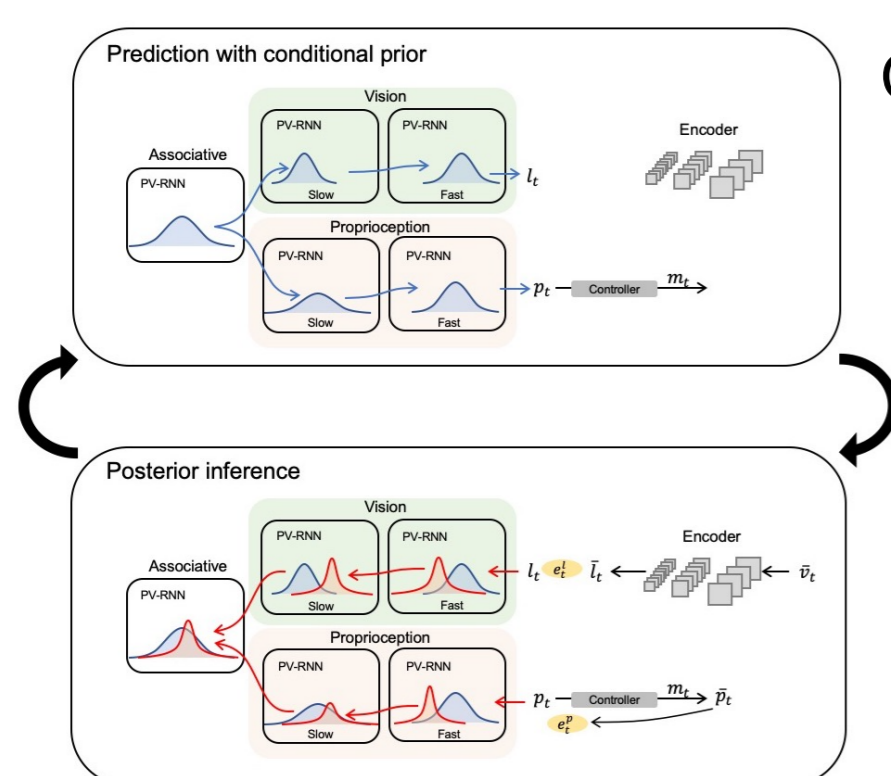 Prediction with conditional prior
Vision
PV-RNN
PV-RNN
Encoder
Associative
PV-RNN
Slow
Fast
l_t
Proprioception
PV-RNN
PV-RNN
p_t
Controller
m_t
Slow
Fast
Posterior inference
Vision
PV-RNN
PV-RNN
Encoder
Associative
PV-RNN
l_t
e_t^l
l̄_t
v̄_t
Slow
Fast
Proprioception
PV-RNN
PV-RNN
p_t
Controller
m_t
p̄_t
e_t^p
Slow
Fast